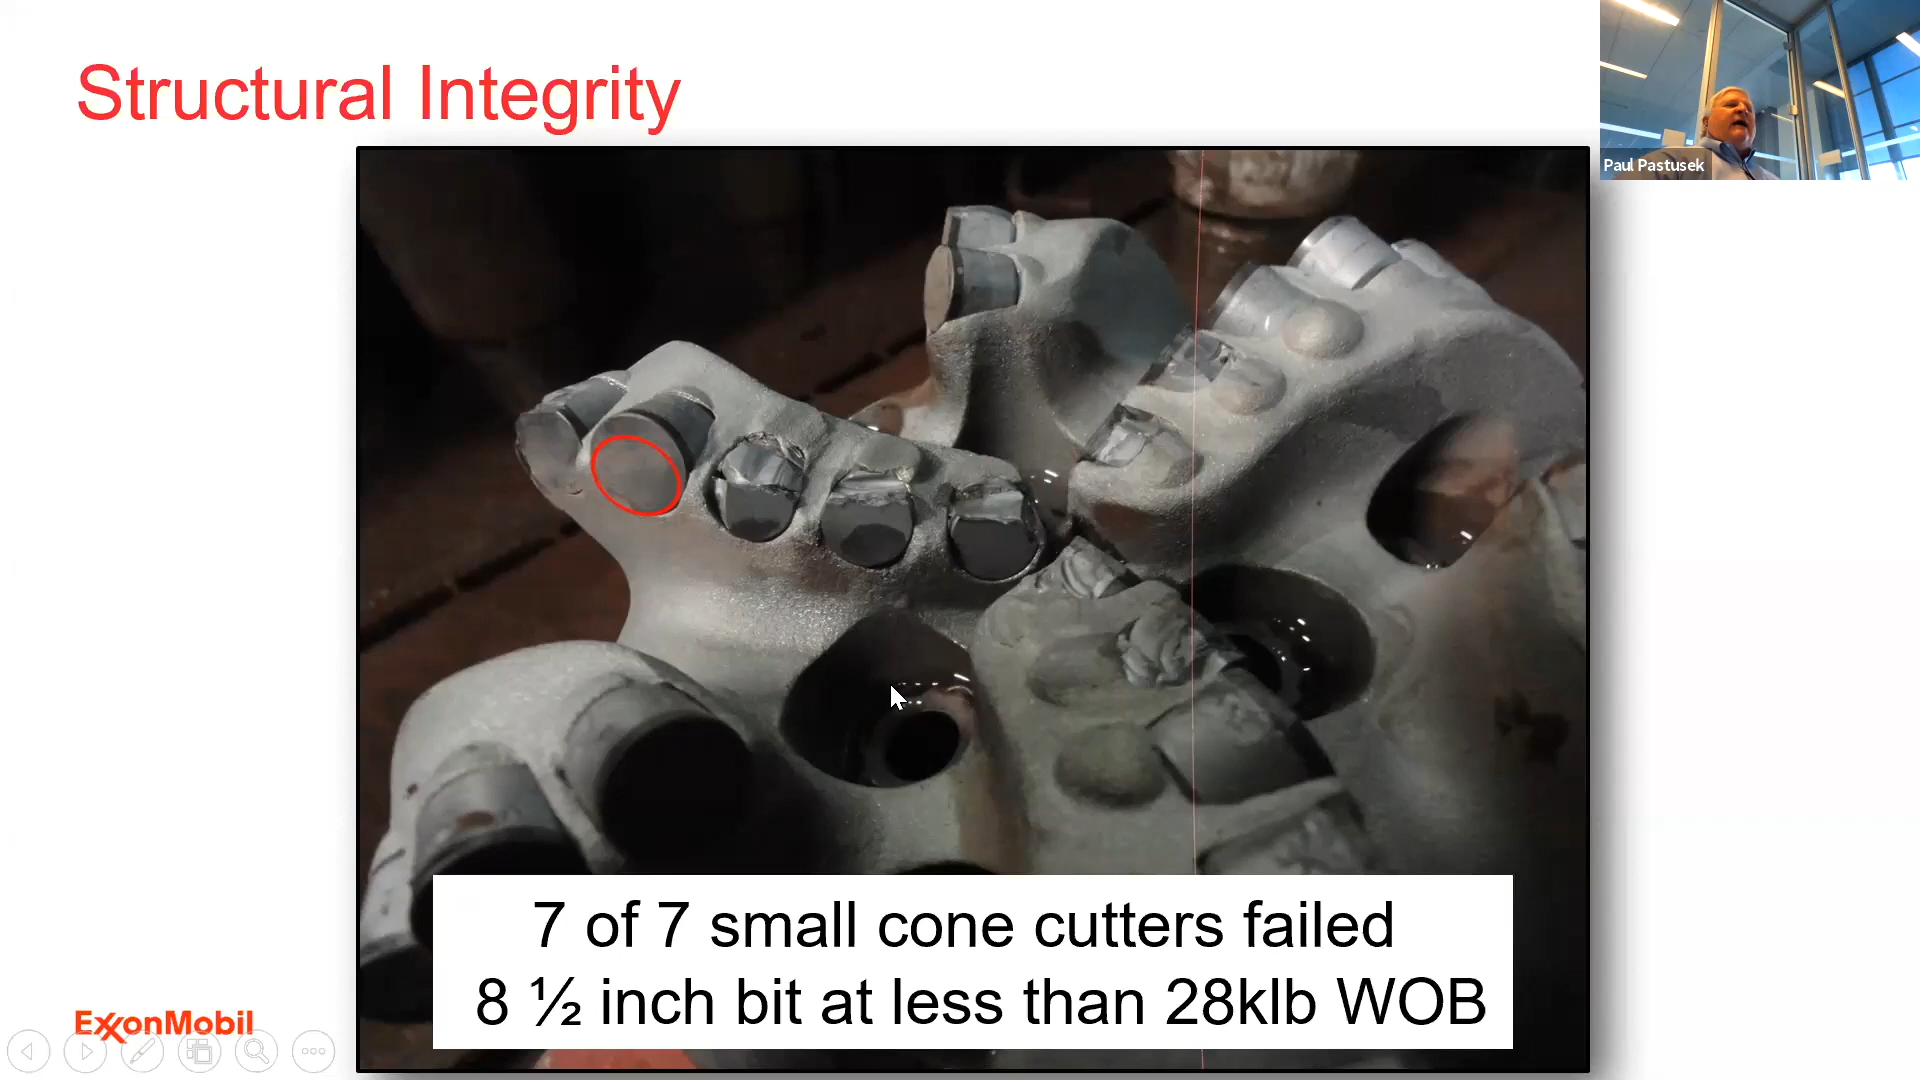 Structural Integrity
Paul Pastusek
7 of 7 small cone cutters failed
8 ½ inch bit at less than 28klb WOB
ExxonMobil